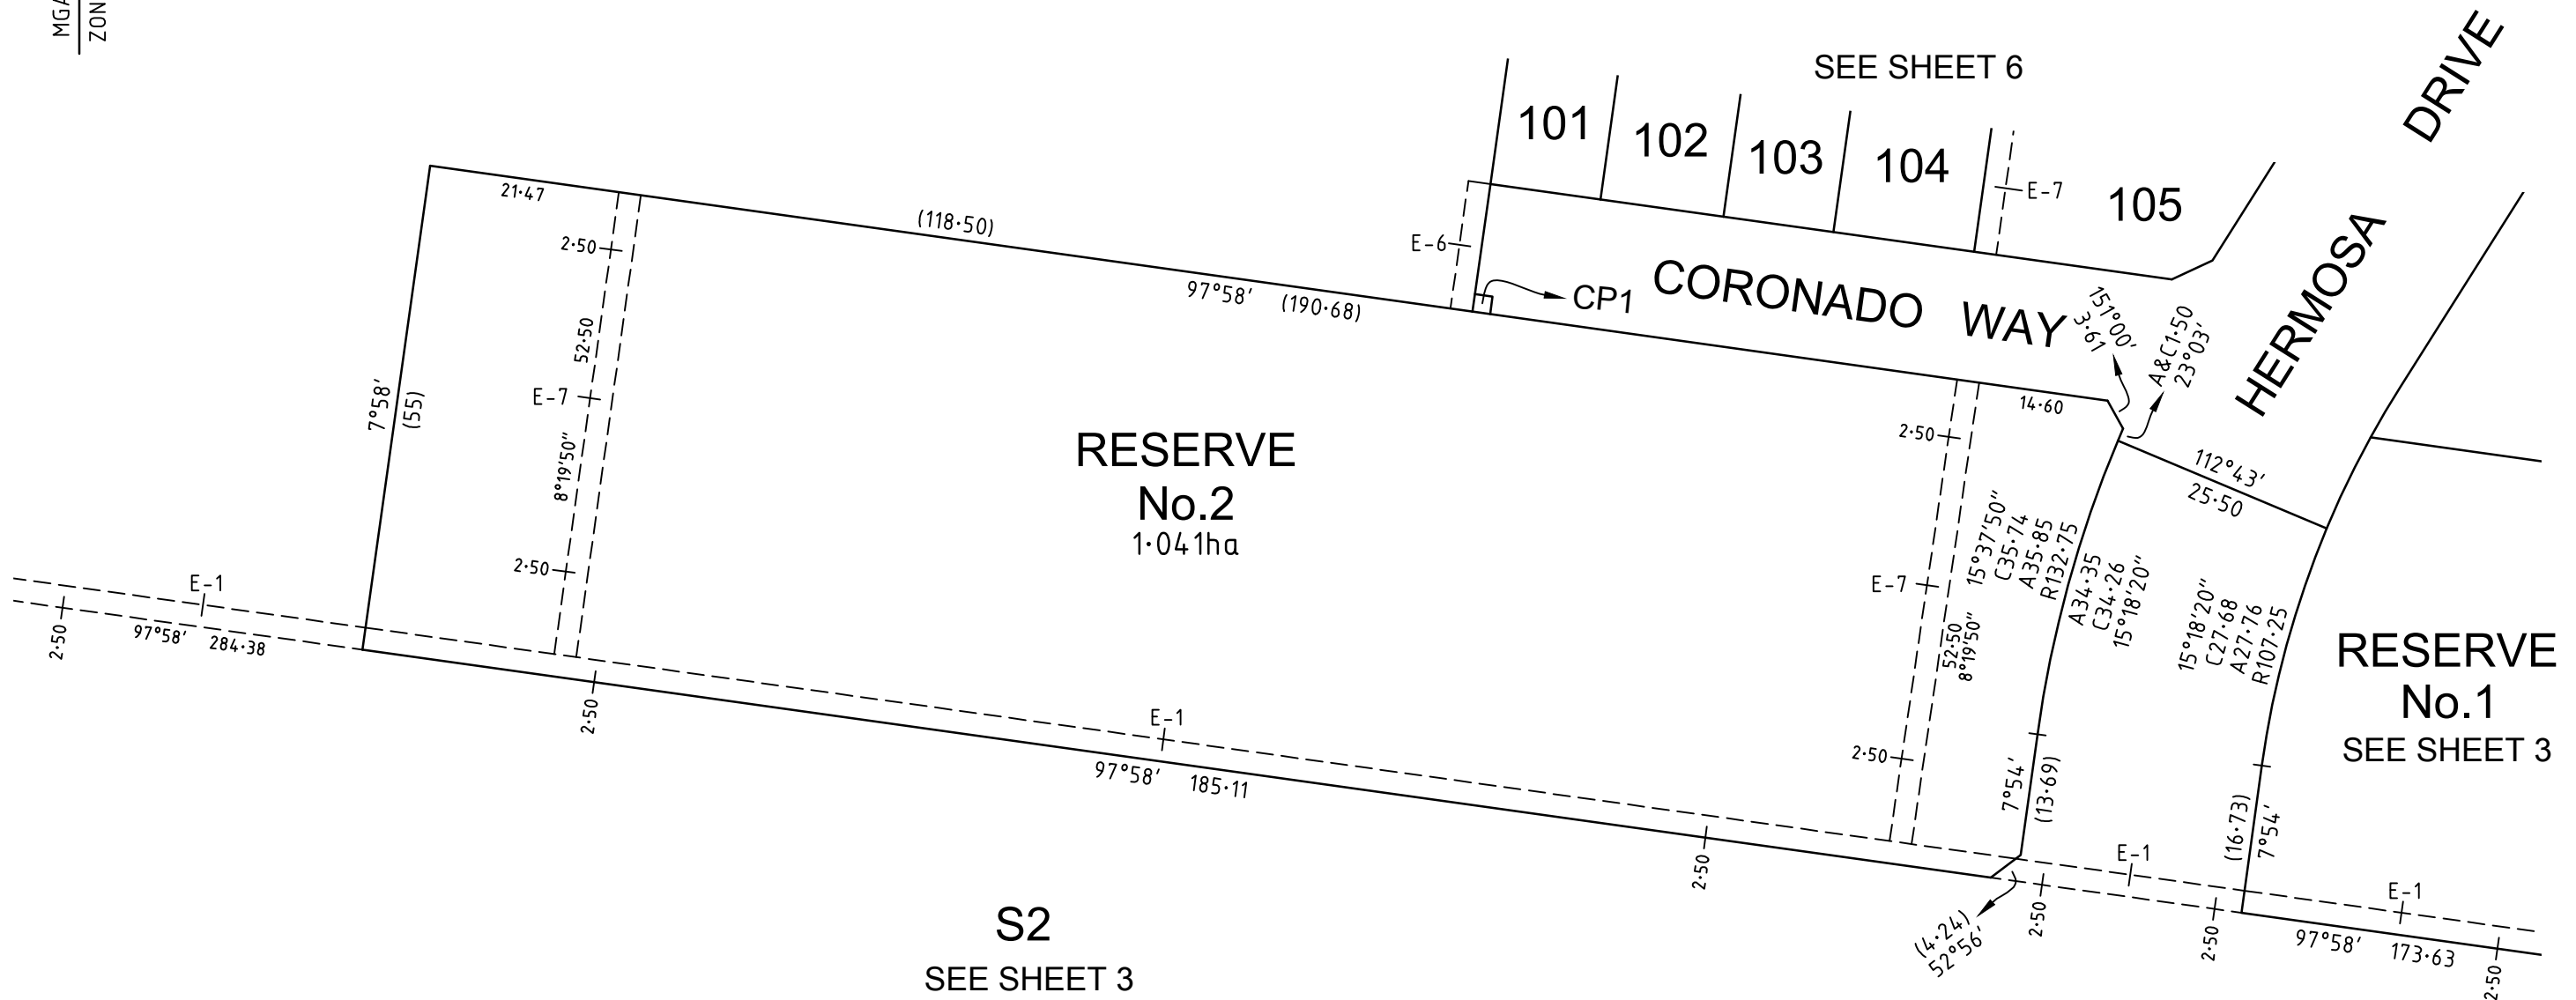 MGA
ZON
SEE SHEET 6
DRIVE
101
102
103
104
E-7
105
HERMOSA
21·47
(118·50)
2·50
E-6
97°58' (190·68)
CP1
CORONADO WAY
151°00'
3·61
A&C1·50
23°03'
52·50
E-7
8°19'50"
2·50
7°58'
(55)
14·60
2·50
112°43'
25·50
RESERVE
No.2
1·041ha
15°37'50"
C35·74
A35·85
R132·75
A34·35
C34·26
15°18'20"
15°18'20"
C27·68
A27·76
R107·25
E-7
52·50
8°19'50"
2·50
E-1
2·50
97°58' 284·38
2·50
E-1
97°58' 185·11
7°54'
(13·69)
RESERVE
No.1
SEE SHEET 3
(16·73)
7°54'
2·50
E-1
E-1
(4·24)
52°56'
2·50
2·50
97°58' 173·63
2·50
S2
SEE SHEET 3